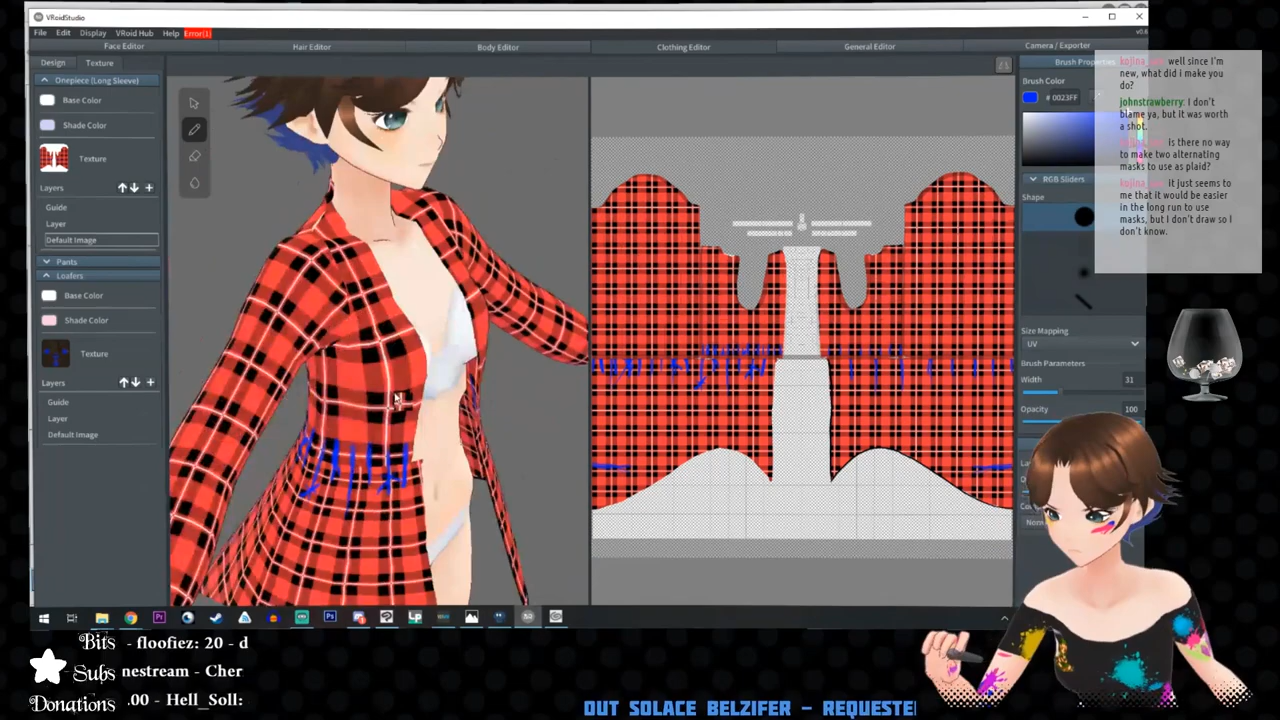 VRoidStudio
File Edit Display VRoid Hub Help Error(1)
v0.6
Face Editor Hair Editor Body Editor Clothing Editor General Editor Camera / Exporter
Design Texture
Onepiece (Long Sleeve)
Base Color
Shade Color
Texture
Layers
Guide
Layer
Default Image
Pants
Loafers
Base Color
Shade Color
Texture
Layers
Guide
Layer
Default Image
Brush Properties
Brush Color
# 0023FF
RGB Sliders
Shape
Size Mapping
UV
Brush Parameters
Width 31
Opacity 100
well since I'm
new, what did i make you
do?
johnstrawberry: I don't
blame ya, but it was worth
a shot.
Is there no way
to make two alternating
masks to use as plaid?
it just seems to
me that it would be easier
in the long run to use
masks, but I don't draw so I
don't know.
Bits - floofiez: 20 - d
Subs nestream - Cher
Donations .00 - Hell_Soll:
OUT SOLACE BELZIFER - REQUESTE